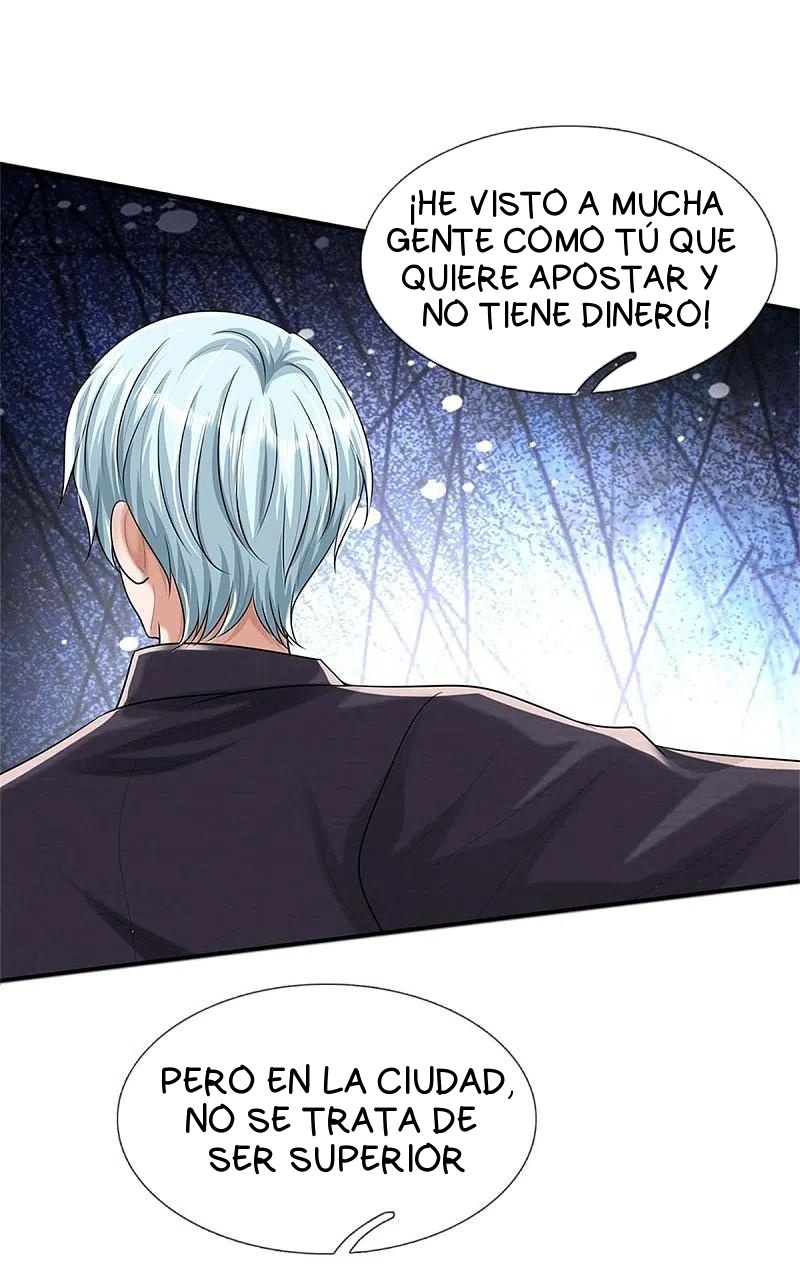 ¡HE VISTO A MUCHA
GENTE COMO TÚ QUE
QUIERE APOSTAR Y
NO TIENE DINERO!
PERO EN LA CIUDAD,
NO SE TRATA DE
SER SUPERIOR